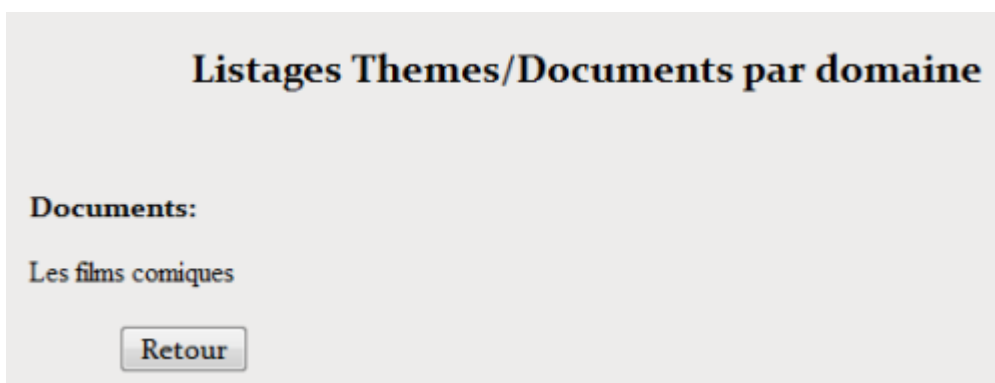 Listages Themes/Documents par domaine
Documents:
Les films comiques
Retour